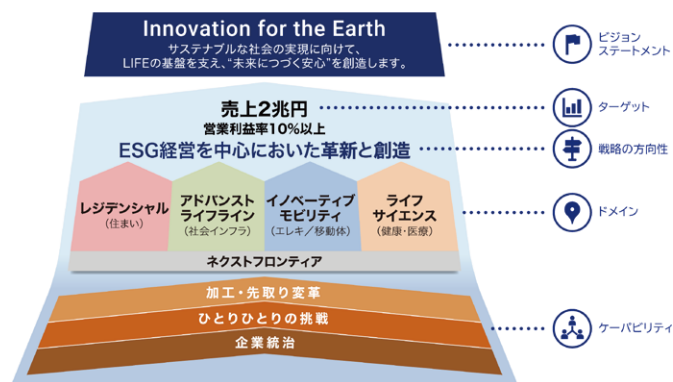 Innovation for the Earth
サステナブルな社会の実現に向けて、
LIFEの基盤を支え、“未来につづく安心”を創造します。
ビジョン
ステートメント
売上2兆円
営業利益率10%以上
ターゲット
ESG経営を中心においた革新と創造
戦略の方向性
レジデンシャル
（住まい）
アドバンスト
ライフライン
（社会インフラ）
イノベーティブ
モビリティ
（エレキ／移動体）
ライフ
サイエンス
（健康・医療）
ドメイン
ネクストフロンティア
加工・先取り変革
ひとりひとりの挑戦
企業統治
ケーパビリティ